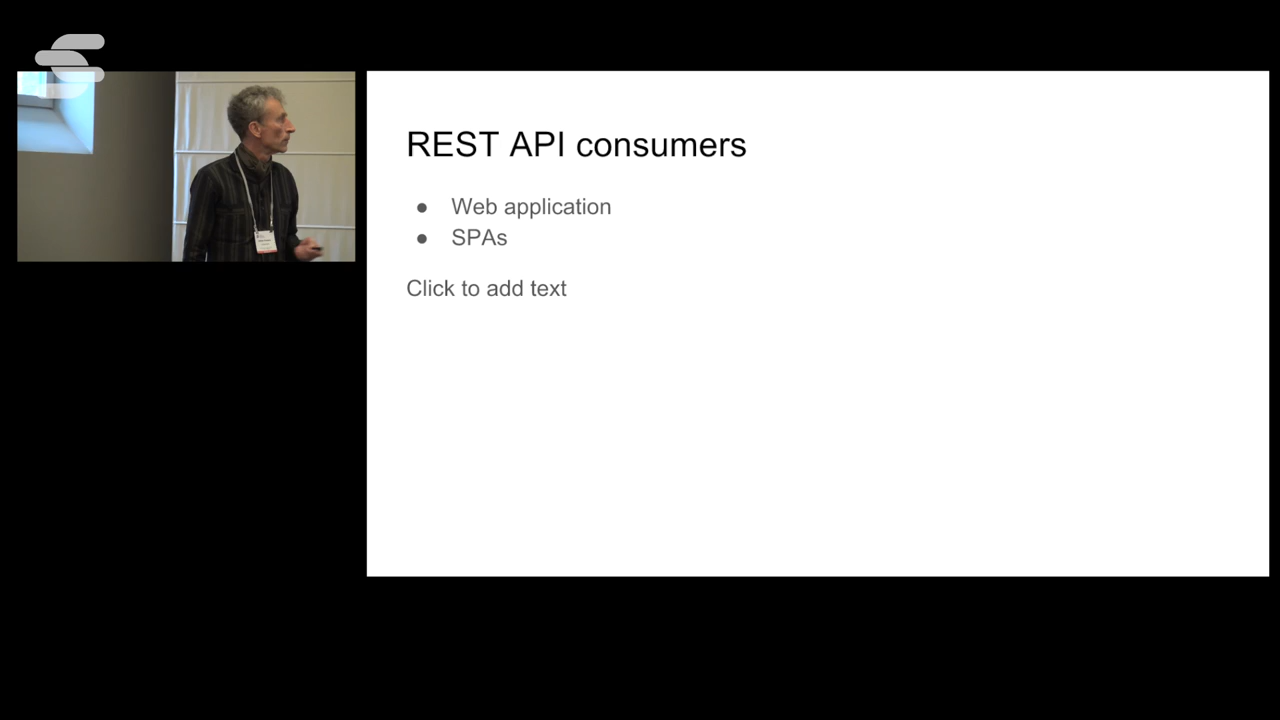 REST API consumers
● Web application
● SPAs
Click to add text